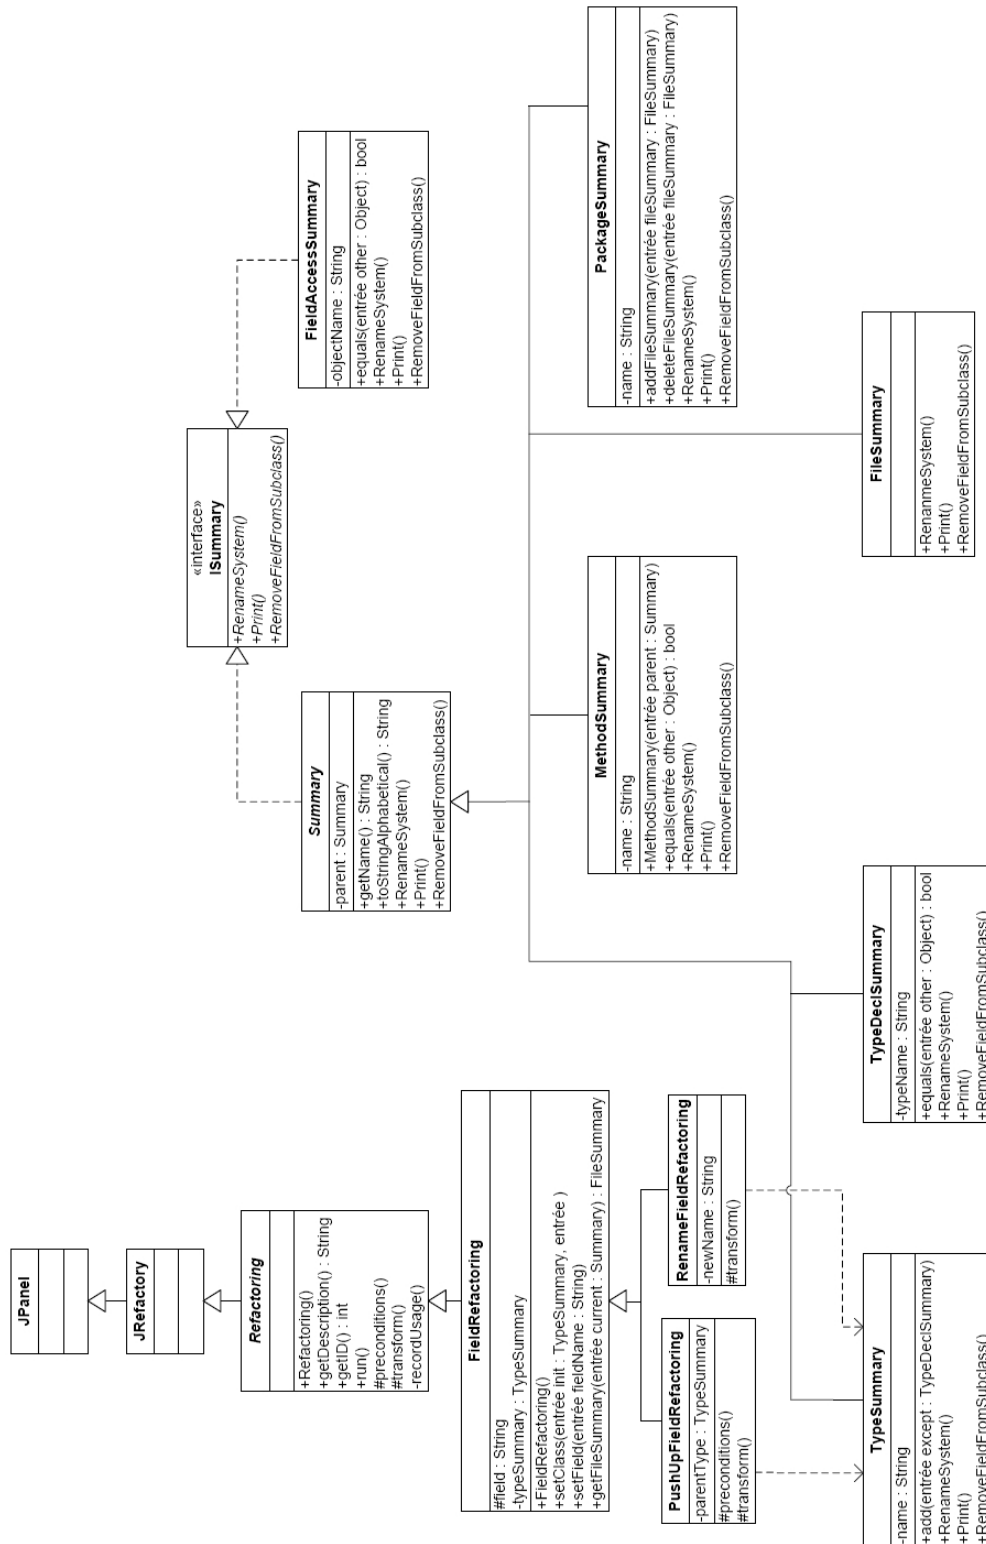 JPanel
JRefactory
Refactoring
+Refactoring()
+getDescription() : String
+getID() : int
+run()
#preconditions()
#transform()
-recordUsage()
FieldRefactoring
#field : String
-typeSummary : TypeSummary
+FieldRefactoring()
+setClass(entrée init : TypeSummary, entrée )
+setField(entrée fieldName : String)
+getFileSummary(entrée current : Summary) : FileSummary
PushUpFieldRefactoring
-parentType : TypeSummary
#preconditions()
#transform()
RenameFieldRefactoring
-newName : String
#transform()
TypeSummary
-name : String
+add(entrée except : TypeDeclSummary)
+RenameSystem()
+Print()
+RemoveFieldFromSubclass()
TypeDeclSummary
-typeName : String
+equals(entrée other : Object) : bool
+RenameSystem()
+Print()
+RemoveFieldFromSubclass()
«interface»
ISummary
+RenameSystem()
+Print()
+RemoveFieldFromSubclass()
Summary
-parent : Summary
+getName() : String
+toStringAlphabetical() : String
+RenameSystem()
+Print()
+RemoveFieldFromSubclass()
FieldAccessSummary
-objectName : String
+equals(entrée other : Object) : bool
+RenameSystem()
+Print()
+RemoveFieldFromSubclass()
MethodSummary
-name : String
+MethodSummary(entrée parent : Summary)
+equals(entrée other : Object) : bool
+RenameSystem()
+Print()
+RemoveFieldFromSubclass()
PackageSummary
-name : String
+addFileSummary(entrée fileSummary : FileSummary)
+deleteFileSummary(entrée fileSummary : FileSummary)
+RenameSystem()
+Print()
+RemoveFieldFromSubclass()
FileSummary
+RenanmeSystem()
+Print()
+RemoveFieldFromSubclass()